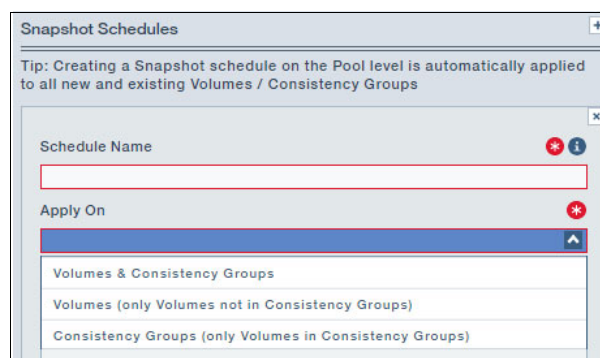 Snapshot Schedules
Tip: Creating a Snapshot schedule on the Pool level is automatically applied
to all new and existing Volumes / Consistency Groups
Schedule Name
Apply On
Volumes & Consistency Groups
Volumes (only Volumes not in Consistency Groups)
Consistency Groups (only Volumes in Consistency Groups)